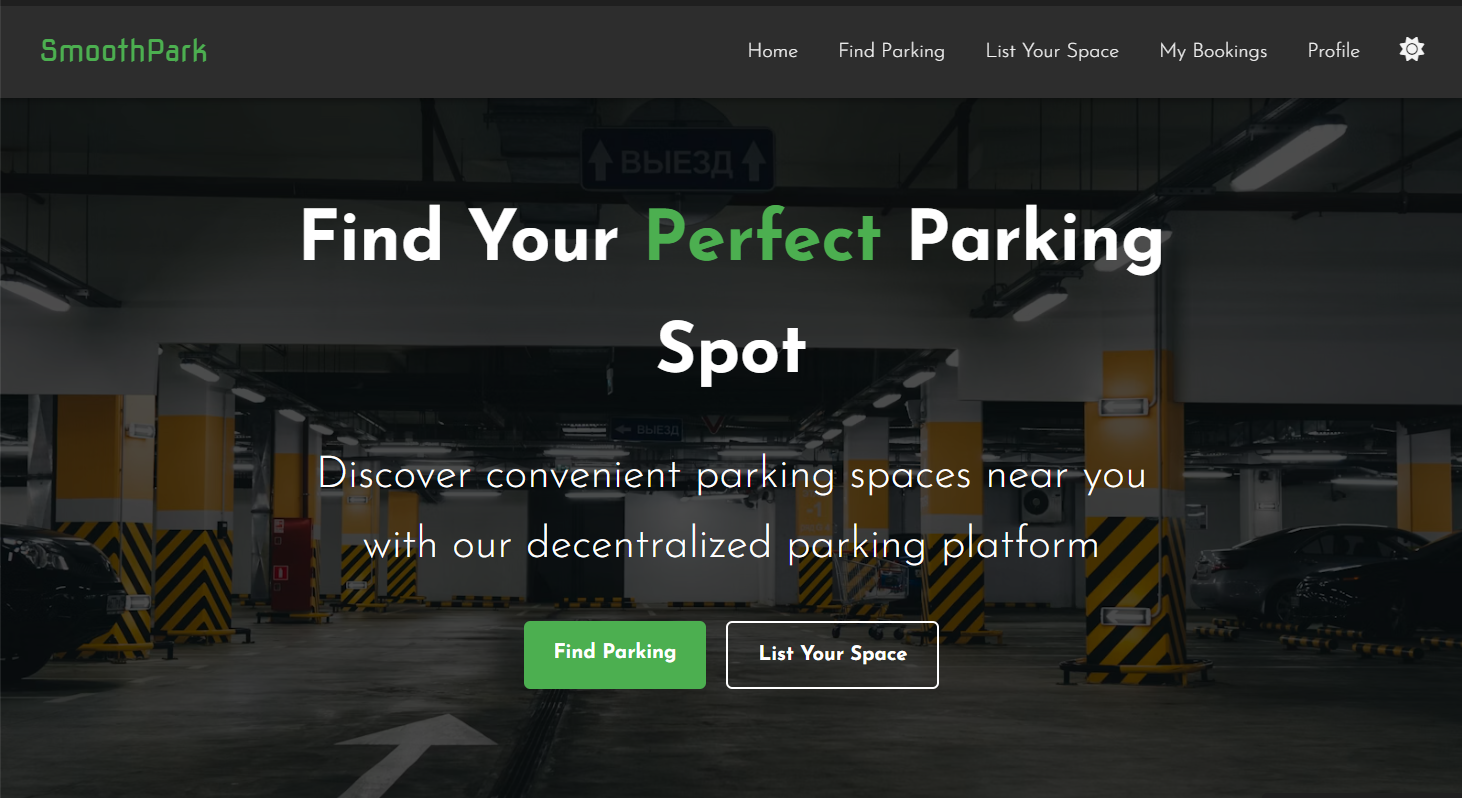 SmoothPark
Home
Find Parking
List Your Space
My Bookings
Profile
ВЫЕЗД
Find Your Perfect Parking
Spot
ВЫЕЗД
Discover convenient parking spaces near you
with our decentralized parking platform
Find Parking
List Your Space